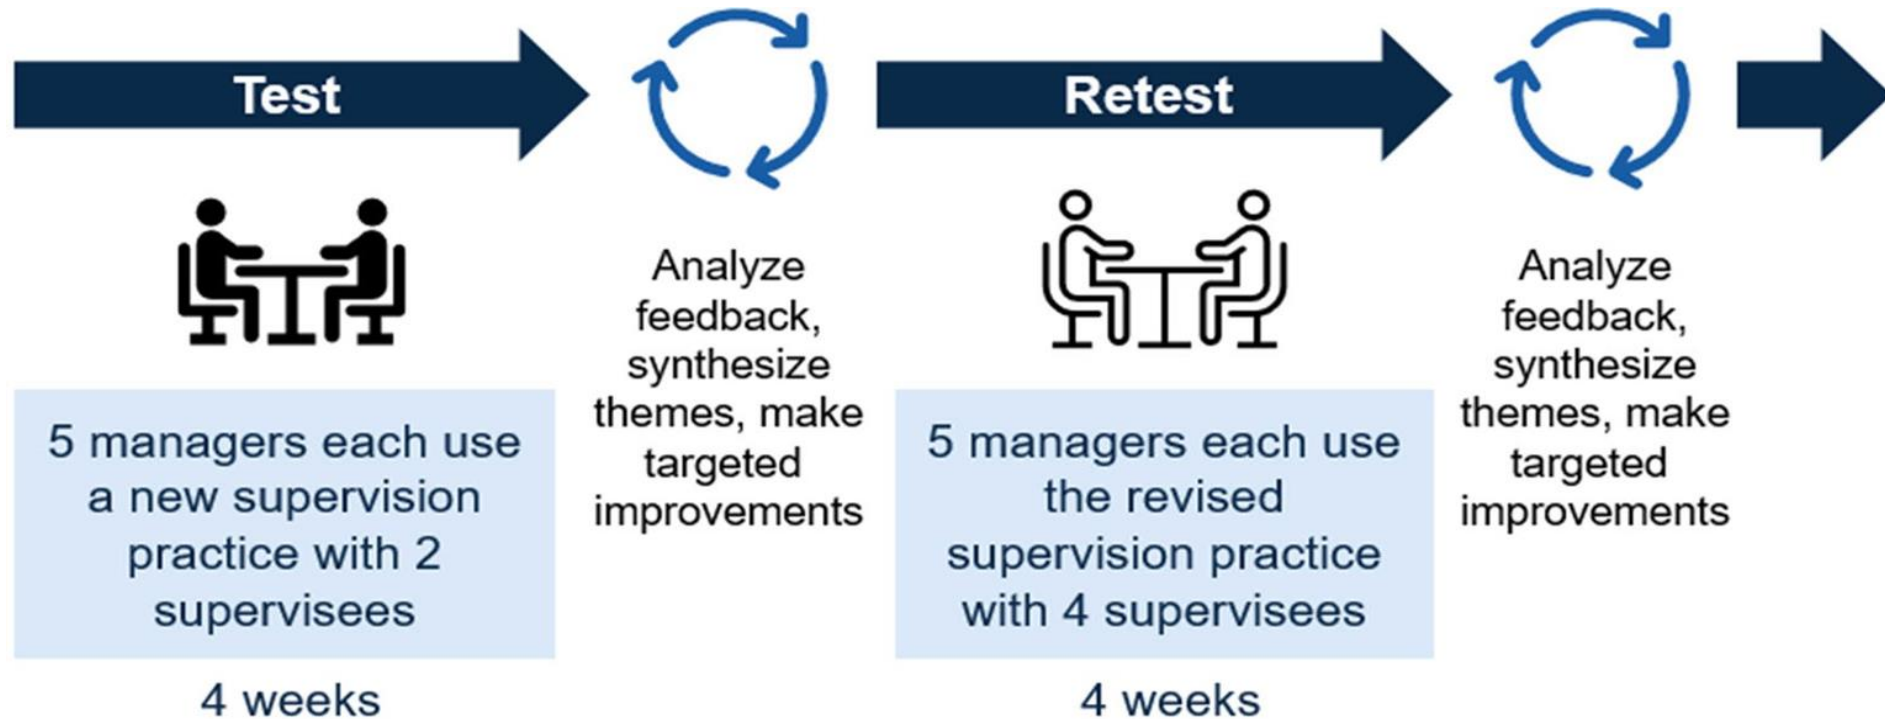 Test
5 managers each use
a new supervision
practice with 2
supervisees
4 weeks
Analyze
feedback,
synthesize
themes, make
targeted
improvements
Retest
5 managers each use
the revised
supervision practice
with 4 supervisees
4 weeks
Analyze
feedback,
synthesize
themes, make
targeted
improvements